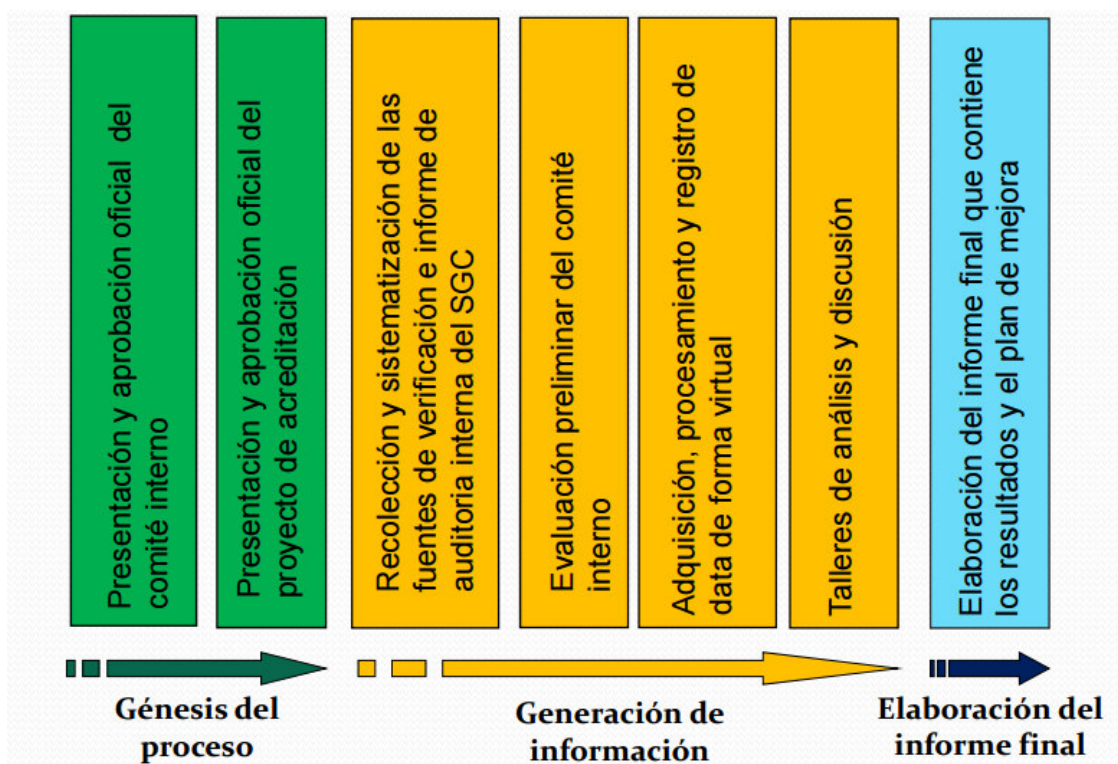 Presentación y aprobación oficial del
comité interno
Presentación y aprobación oficial del
proyecto de acreditación
Recolección y sistematización de las
fuentes de verificación e informe de
auditoria interna del SGC
Evaluación preliminar del comité
interno
Adquisición, procesamiento y registro de
data de forma virtual
Talleres de análisis y discusión
Elaboración del informe final que contiene
los resultados y el plan de mejora
Génesis del
proceso
Generación de
información
Elaboración del
informe final